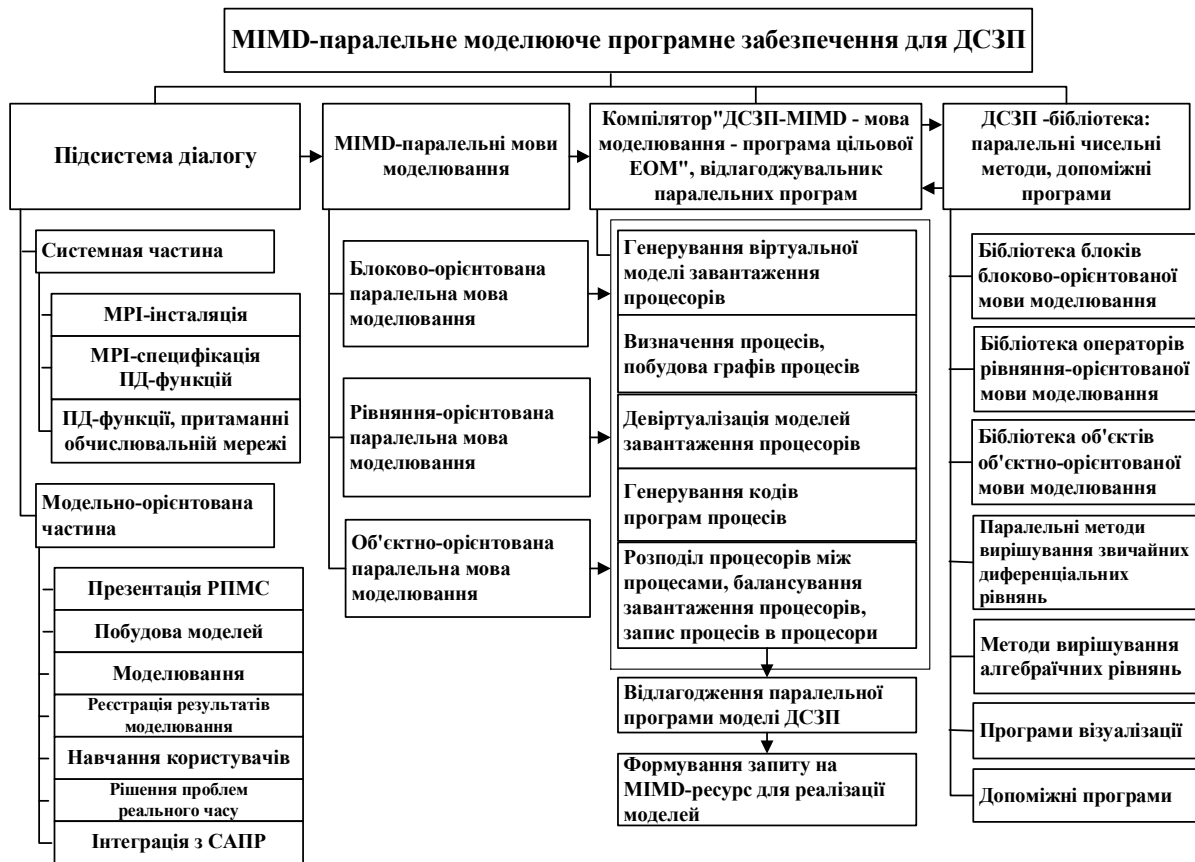 MIMD-паралельне моделююче програмне забезпечення для ДСЗП
Підсистема діалогу
MIMD-паралельні мови
моделювання
Компілятор"ДСЗП-MIMD - мова
моделювання - програма цільової
ЕОМ", відлагоджувальник
паралельних програм
ДСЗП -бібліотека:
паралельні чисельні
методи, допоміжні
програми
Системная частина
MPI-інсталяція
MPI-специфікація
ПД-функцій
ПД-функції, притаманні
обчислювальній мережі
Модельно-орієнтована
частина
Презентація РПМС
Побудова моделей
Моделювання
Реєстрація результатів
моделювання
Навчання користувачів
Рішення проблем
реального часу
Інтеграція з САПР
Блоково-орієнтована
паралельна мова
моделювання
Рівняння-орієнтована
паралельна мова
моделювання
Об'єктно-орієнтована
паралельна мова
моделювання
Генерування віртуальної
моделі завантаження
процесорів
Визначення процесів,
побудова графів процесів
Девіртуалізація моделей
завантаження процесорів
Генерування кодів
програм процесів
Розподіл процесорів між
процесами, балансування
завантаження процесорів,
запис процесів в процесори
Відлагодження паралельної
програми моделі ДСЗП
Формування запиту на
MIMD-ресурс для реалізації
моделей
Бібліотека блоків
блоково-орієнтованої
мови моделювання
Бібліотека операторів
рівняння-орієнтованої
мови моделювання
Бібліотека об'єктів
об'єктно-орієнтованої
мови моделювання
Паралельні методи
вирішування звичайних
диференціальних
рівнянь
Методи вирішування
алгебраїчних рівнянь
Програми візуалізації
Допоміжні програми